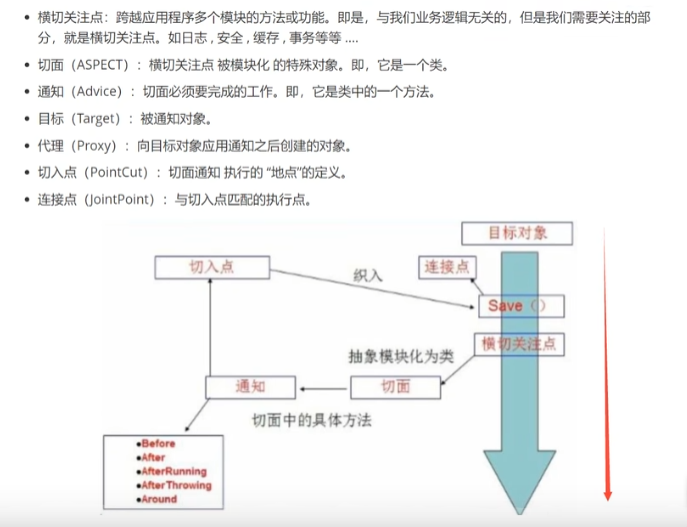 • 横切关注点：跨越应用程序多个模块的方法或功能。即是，与我们业务逻辑无关的，但是我们需要关注的部
分，就是横切关注点。如日志 , 安全 , 缓存 , 事务等等 ....
• 切面（ASPECT）：横切关注点 被模块化 的特殊对象。即，它是一个类。
• 通知（Advice）：切面必须要完成的工作。即，它是类中的一个方法。
• 目标（Target）：被通知对象。
• 代理（Proxy）：向目标对象应用通知之后创建的对象。
• 切入点（PointCut）：切面通知 执行的 “地点”的定义。
• 连接点（JointPoint）：与切入点匹配的执行点。
目标对象
切入点
织入
连接点
Save（）
横切关注点
抽象模块化为类
通知
切面
切面中的具体方法
•Before
•After
•AfterRunning
•After Throwing
•Around